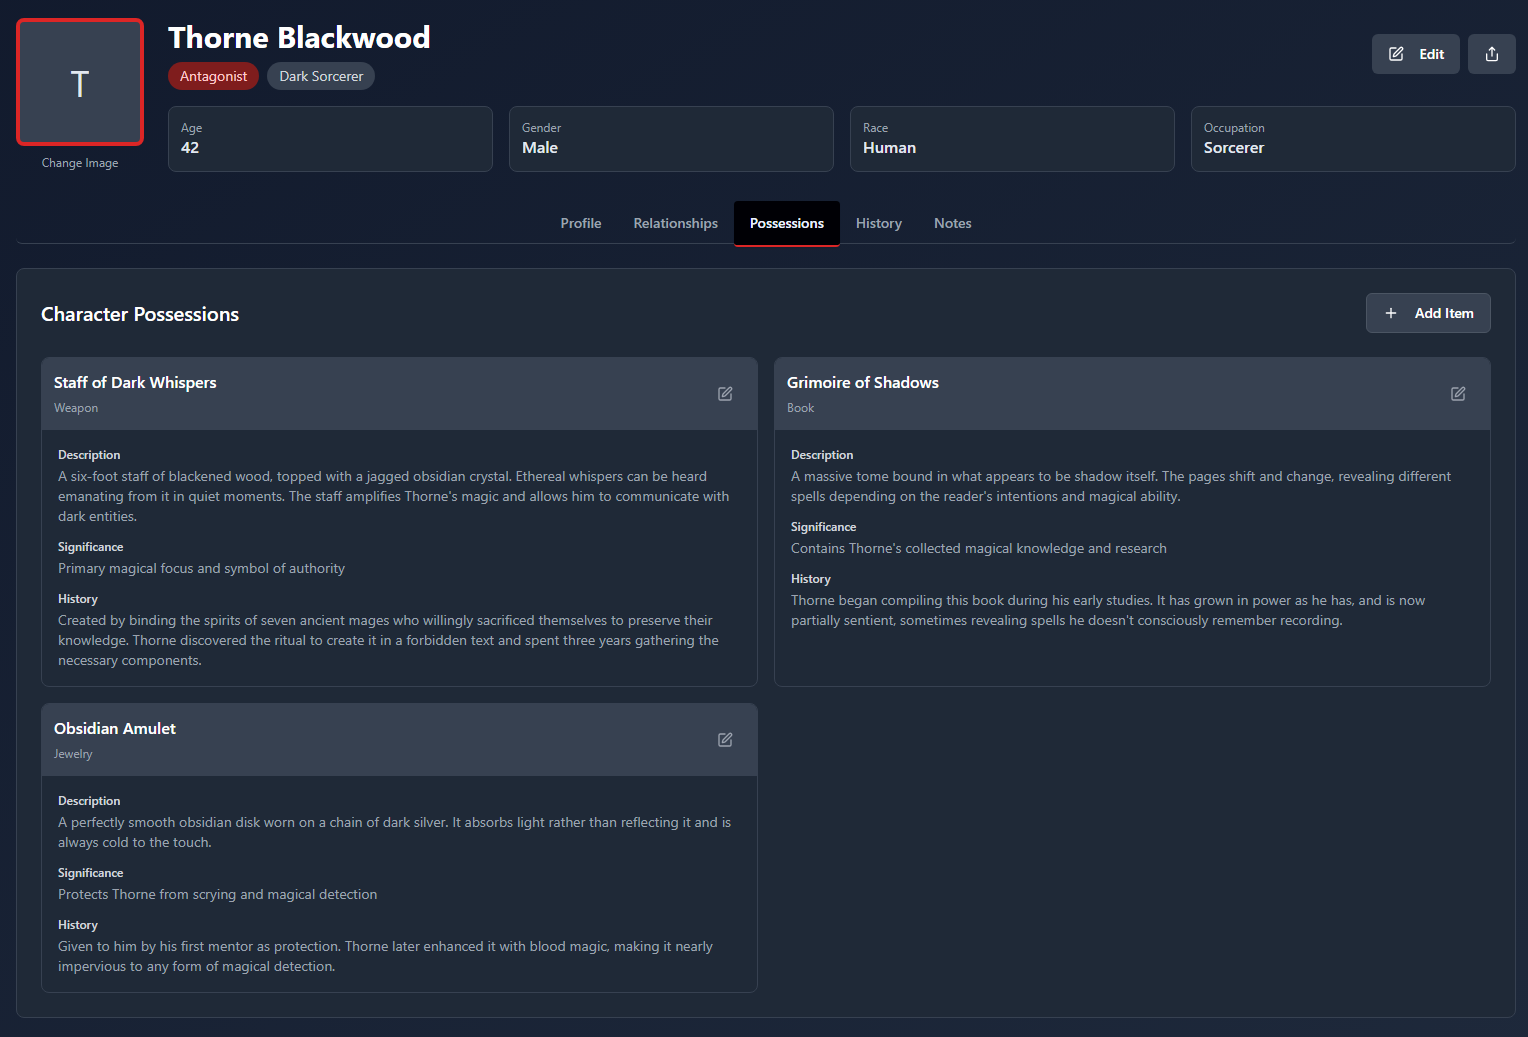 T
Change Image
Thorne Blackwood
Antagonist
Dark Sorcerer
Edit
Age
42
Gender
Male
Race
Human
Occupation
Sorcerer
Profile
Relationships
Possessions
History
Notes
Character Possessions
Add Item
Staff of Dark Whispers
Weapon
Description
A six-foot staff of blackened wood, topped with a jagged obsidian crystal. Ethereal whispers can be heard
emanating from it in quiet moments. The staff amplifies Thorne's magic and allows him to communicate with
dark entities.
Significance
Primary magical focus and symbol of authority
History
Created by binding the spirits of seven ancient mages who willingly sacrificed themselves to preserve their
knowledge. Thorne discovered the ritual to create it in a forbidden text and spent three years gathering the
necessary components.
Grimoire of Shadows
Book
Description
A massive tome bound in what appears to be shadow itself. The pages shift and change, revealing different
spells depending on the reader's intentions and magical ability.
Significance
Contains Thorne's collected magical knowledge and research
History
Thorne began compiling this book during his early studies. It has grown in power as he has, and is now
partially sentient, sometimes revealing spells he doesn't consciously remember recording.
Obsidian Amulet
Jewelry
Description
A perfectly smooth obsidian disk worn on a chain of dark silver. It absorbs light rather than reflecting it and is
always cold to the touch.
Significance
Protects Thorne from scrying and magical detection
History
Given to him by his first mentor as protection. Thorne later enhanced it with blood magic, making it nearly
impervious to any form of magical detection.